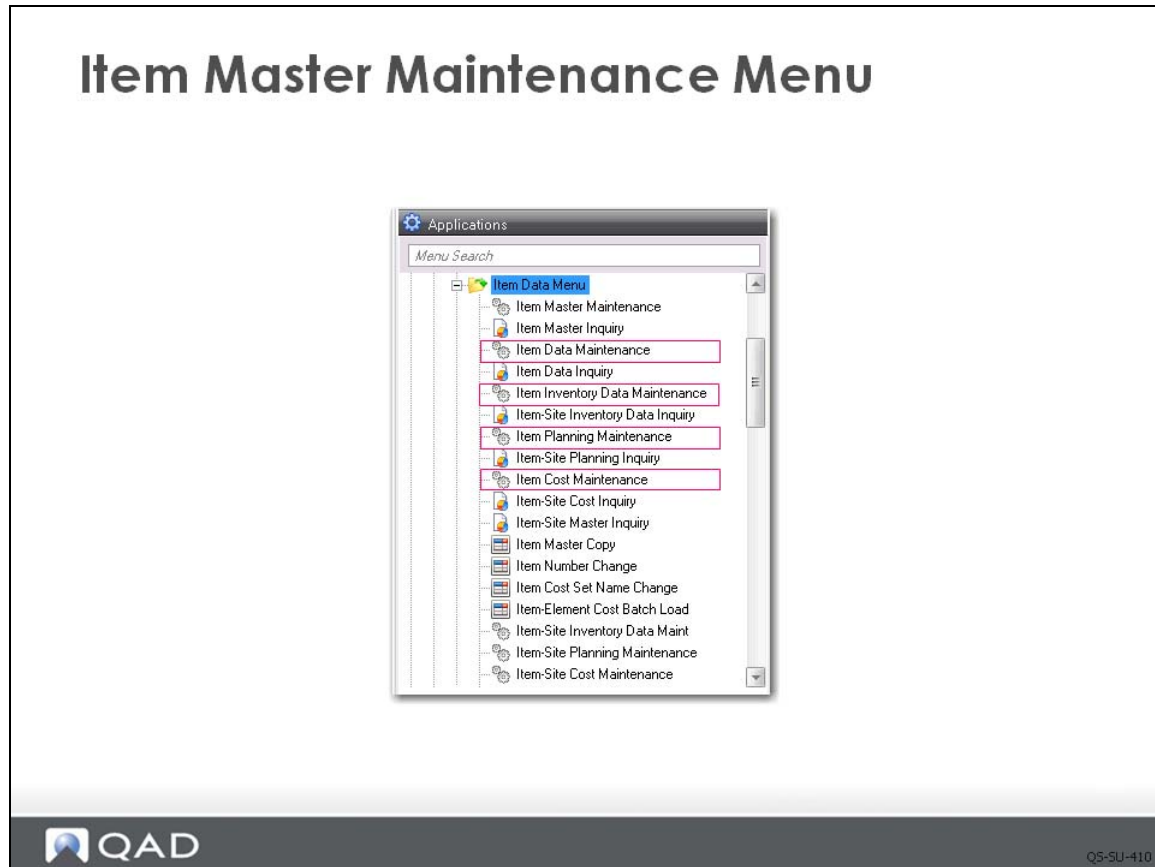 Item Master Maintenance Menu
Applications
Menu Search
Item Data Menu
Item Master Maintenance
Item Master Inquiry
Item Data Maintenance
Item Data Inquiry
Item Inventory Data Maintenance
Item-Site Inventory Data Inquiry
Item Planning Maintenance
Item-Site Planning Inquiry
Item Cost Maintenance
Item-Site Cost Inquiry
Item-Site Master Inquiry
Item Master Copy
Item Number Change
Item Cost Set Name Change
Item-Element Cost Batch Load
Item-Site Inventory Data Maint
Item-Site Planning Maintenance
Item-Site Cost Maintenance
QAD
QS-SU-410